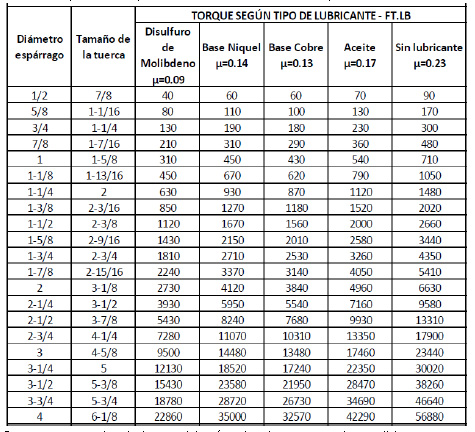 TORQUE SEGÚN TIPO DE LUBRICANTE - FT.LB
Diámetro espárrago | Tamaño de la tuerca | Disulfuro de Molibdeno µ=0.09 | Base Niquel µ=0.14 | Base Cobre µ=0.13 | Aceite µ=0.17 | Sin lubricante µ=0.23
1/2 | 7/8 | 40 | 60 | 60 | 70 | 90
5/8 | 1-1/16 | 80 | 110 | 100 | 130 | 170
3/4 | 1-1/4 | 130 | 190 | 180 | 230 | 300
7/8 | 1-7/16 | 210 | 310 | 290 | 360 | 480
1 | 1-5/8 | 310 | 450 | 430 | 540 | 710
1-1/8 | 1-13/16 | 450 | 670 | 620 | 790 | 1050
1-1/4 | 2 | 630 | 930 | 870 | 1120 | 1480
1-3/8 | 2-3/16 | 850 | 1270 | 1180 | 1520 | 2020
1-1/2 | 2-3/8 | 1120 | 1670 | 1560 | 2000 | 2660
1-5/8 | 2-9/16 | 1430 | 2150 | 2010 | 2580 | 3440
1-3/4 | 2-3/4 | 1810 | 2710 | 2530 | 3260 | 4350
1-7/8 | 2-15/16 | 2240 | 3370 | 3140 | 4050 | 5410
2 | 3-1/8 | 2730 | 4120 | 3840 | 4960 | 6630
2-1/4 | 3-1/2 | 3930 | 5950 | 5540 | 7160 | 9580
2-1/2 | 3-7/8 | 5430 | 8240 | 7680 | 9930 | 13310
2-3/4 | 4-1/4 | 7280 | 11070 | 10310 | 13350 | 17900
3 | 4-5/8 | 9500 | 14480 | 13480 | 17460 | 23440
3-1/4 | 5 | 12130 | 18520 | 17240 | 22350 | 30020
3-1/2 | 5-3/8 | 15430 | 23580 | 21950 | 28470 | 38260
3-3/4 | 5-3/4 | 18780 | 28720 | 26730 | 34690 | 46640
4 | 6-1/8 | 22860 | 35000 | 32570 | 42290 | 56880